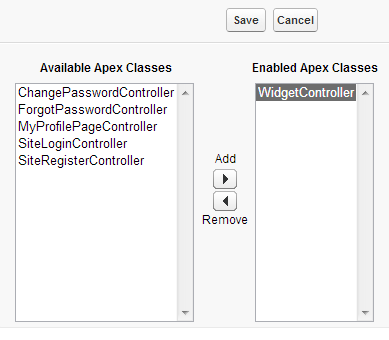 Save Cancel
Available Apex Classes
Enabled Apex Classes
ChangePasswordController
ForgotPasswordController
MyProfilePageController
SiteLoginController
SiteRegisterController
Add
Remove
WidgetController